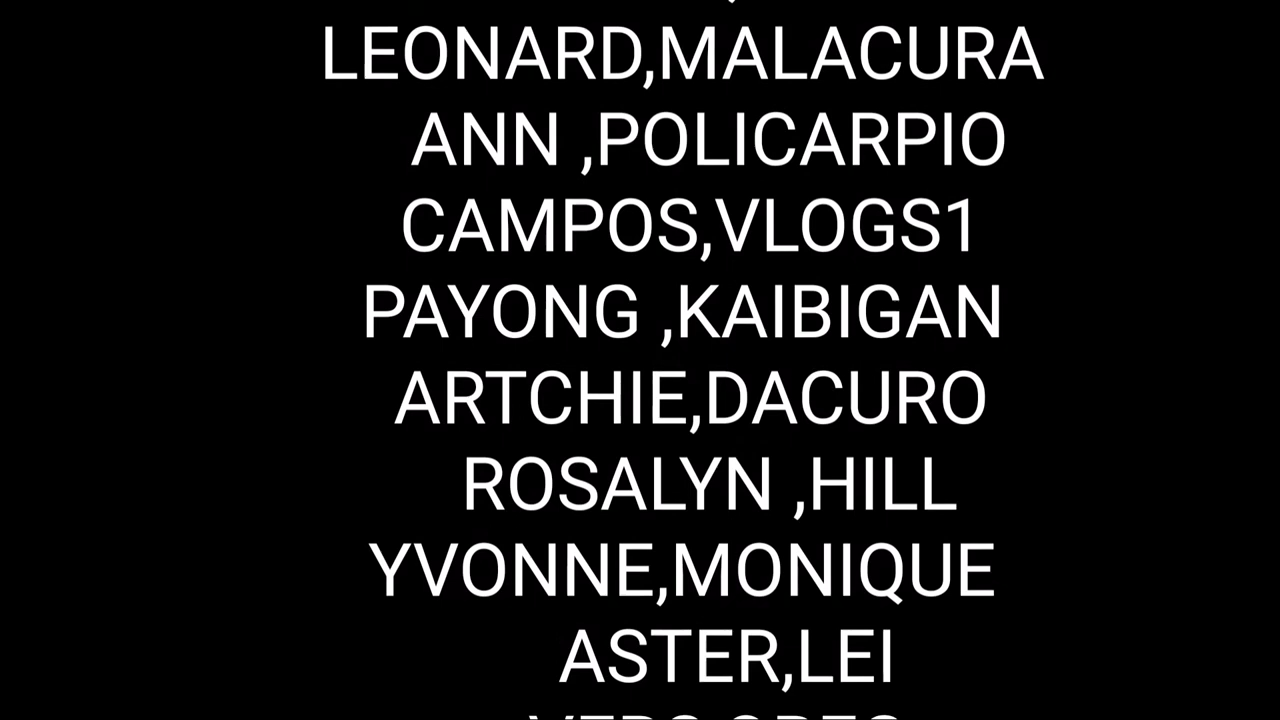 LEONARD,MALACURA
ANN ,POLICARPIO
CAMPOS,VLOGS1
PAYONG ,KAIBIGAN
ARTCHIE,DACURO
ROSALYN ,HILL
YVONNE,MONIQUE
ASTER,LEI